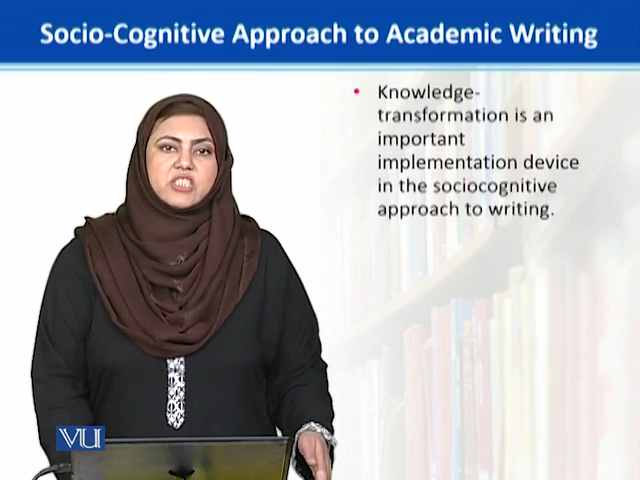 Socio-Cognitive Approach to Academic Writing
• Knowledge-
transformation is an
important
implementation device
in the sociocognitive
approach to writing.
VU